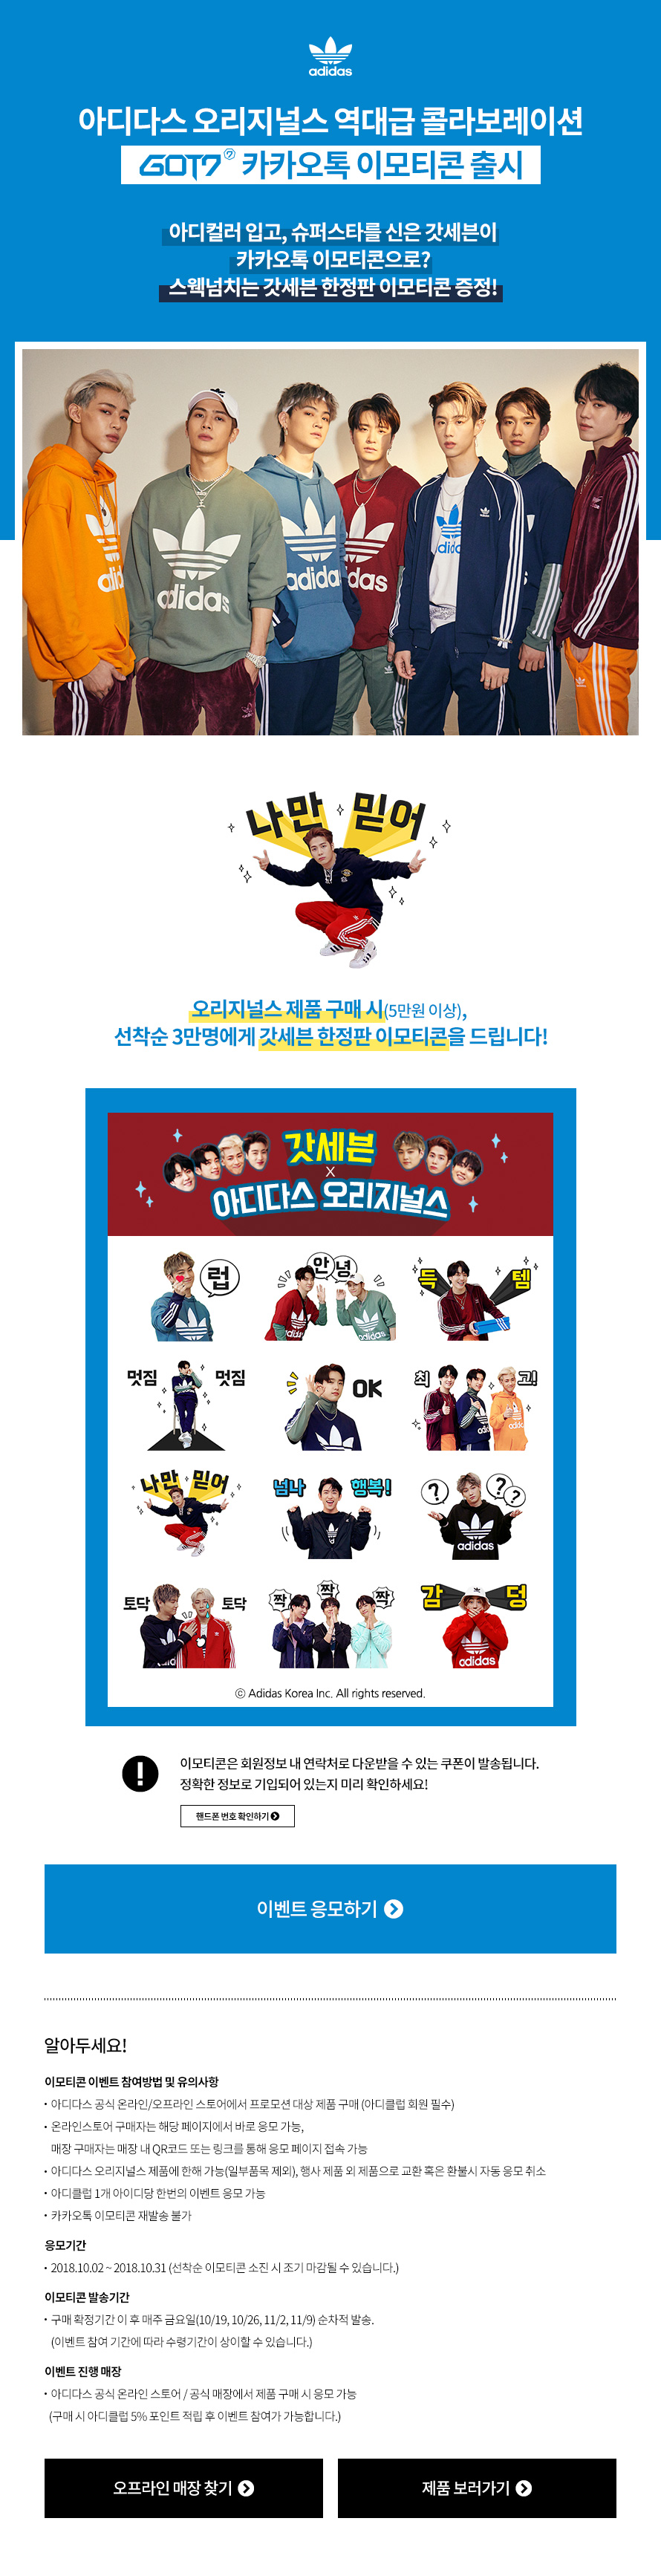 adidas
아디다스 오리지널스 역대급 콜라보레이션
GOT7 카카오톡 이모티콘 출시
아디컬러 입고, 슈퍼스타를 신은 갓세븐이
카카오톡 이모티콘으로?
스웩넘치는 갓세븐 한정판 이모티콘 증정!
adidas
adidas
adidas
나만 믿어
오리지널스 제품 구매 시(5만원 이상),
선착순 3만명에게 갓세븐 한정판 이모티콘을 드립니다!
갓세븐
X
아디다스 오리지널스
럽
안녕
득템
adidas
멋짐 멋짐
OK
최고!
나만 믿어
넘나 행복!
? ? ?
adidas
토닥 토닥
짝 짝 짝
감덩
adidas
ⓒ Adidas Korea Inc. All rights reserved.
이모티콘은 회원정보 내 연락처로 다운받을 수 있는 쿠폰이 발송됩니다.
정확한 정보로 기입되어 있는지 미리 확인하세요!
핸드폰 번호 확인하기
이벤트 응모하기
알아두세요!
이모티콘 이벤트 참여방법 및 유의사항
· 아디다스 공식 온라인/오프라인 스토어에서 프로모션 대상 제품 구매 (아디클럽 회원 필수)
· 온라인스토어 구매자는 해당 페이지에서 바로 응모 가능,
매장 구매자는 매장 내 QR코드 또는 링크를 통해 응모 페이지 접속 가능
· 아디다스 오리지널스 제품에 한해 가능(일부품목 제외), 행사 제품 외 제품으로 교환 혹은 환불시 자동 응모 취소
· 아디클럽 1개 아이디당 한번의 이벤트 응모 가능
· 카카오톡 이모티콘 재발송 불가
응모기간
· 2018.10.02 ~ 2018.10.31 (선착순 이모티콘 소진 시 조기 마감될 수 있습니다.)
이모티콘 발송기간
· 구매 확정기간 이 후 매주 금요일(10/19, 10/26, 11/2, 11/9) 순차적 발송.
(이벤트 참여 기간에 따라 수령기간이 상이할 수 있습니다.)
이벤트 진행 매장
· 아디다스 공식 온라인 스토어 / 공식 매장에서 제품 구매 시 응모 가능
(구매 시 아디클럽 5% 포인트 적립 후 이벤트 참여가 가능합니다.)
오프라인 매장 찾기
제품 보러가기